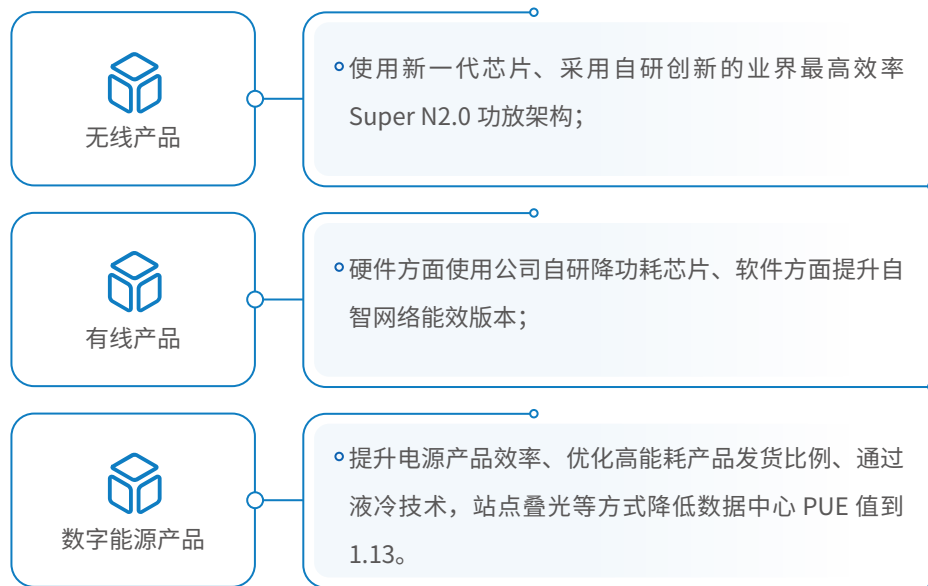 无线产品
使用新一代芯片、采用自研创新的业界最高效率
Super N2.0 功放架构；
有线产品
硬件方面使用公司自研降功耗芯片、软件方面提升自
智网络能效版本；
数字能源产品
提升电源产品效率、优化高能耗产品发货比例、通过
液冷技术，站点叠光等方式降低数据中心 PUE 值到
1.13。